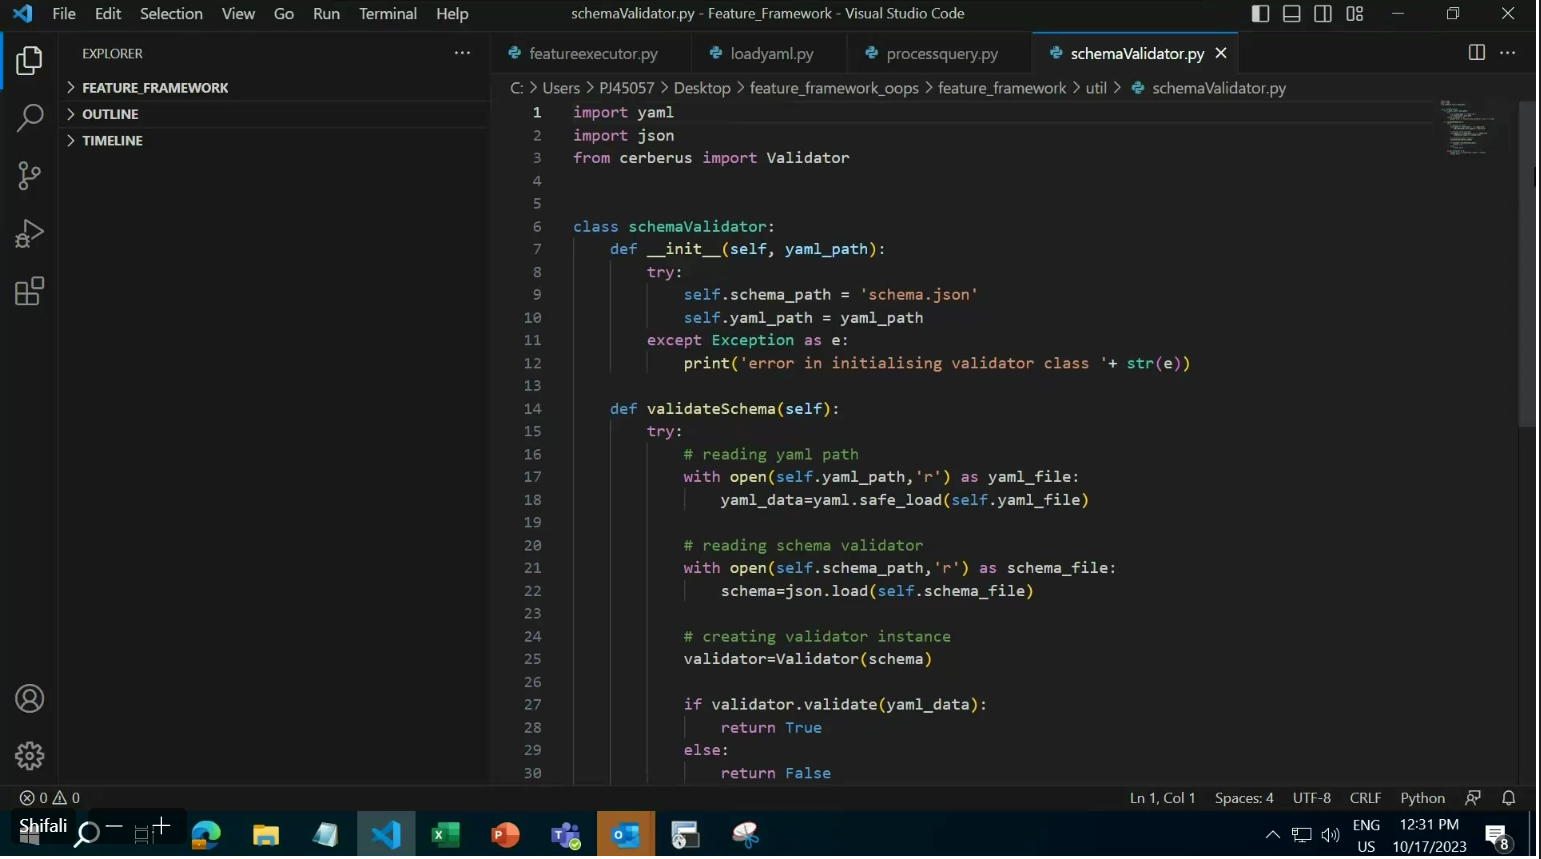 File Edit Selection View Go Run Terminal Help schemaValidator.py - Feature_Framework - Visual Studio Code
EXPLORER
FEATURE_FRAMEWORK
OUTLINE
TIMELINE
featureexecutor.py loadyaml.py processquery.py schemaValidator.py
C: > Users > PJ45057 > Desktop > feature_framework_oops > feature_framework > util > schemaValidator.py
1 import yaml
2 import json
3 from cerberus import Validator
4
5
6 class schemaValidator:
7 def __init__(self, yaml_path):
8 try:
9 self.schema_path = 'schema.json'
10 self.yaml_path = yaml_path
11 except Exception as e:
12 print('error in initialising validator class '+ str(e))
13
14 def validateSchema(self):
15 try:
16 # reading yaml path
17 with open(self.yaml_path,'r') as yaml_file:
18 yaml_data=yaml.safe_load(self.yaml_file)
19
20 # reading schema validator
21 with open(self.schema_path,'r') as schema_file:
22 schema=json.load(self.schema_file)
23
24 # creating validator instance
25 validator=Validator(schema)
26
27 if validator.validate(yaml_data):
28 return True
29 else:
30 return False
0 0 Ln 1, Col 1 Spaces: 4 UTF-8 CRLF Python
Shifali
ENG
US
12:31 PM
10/17/2023
8